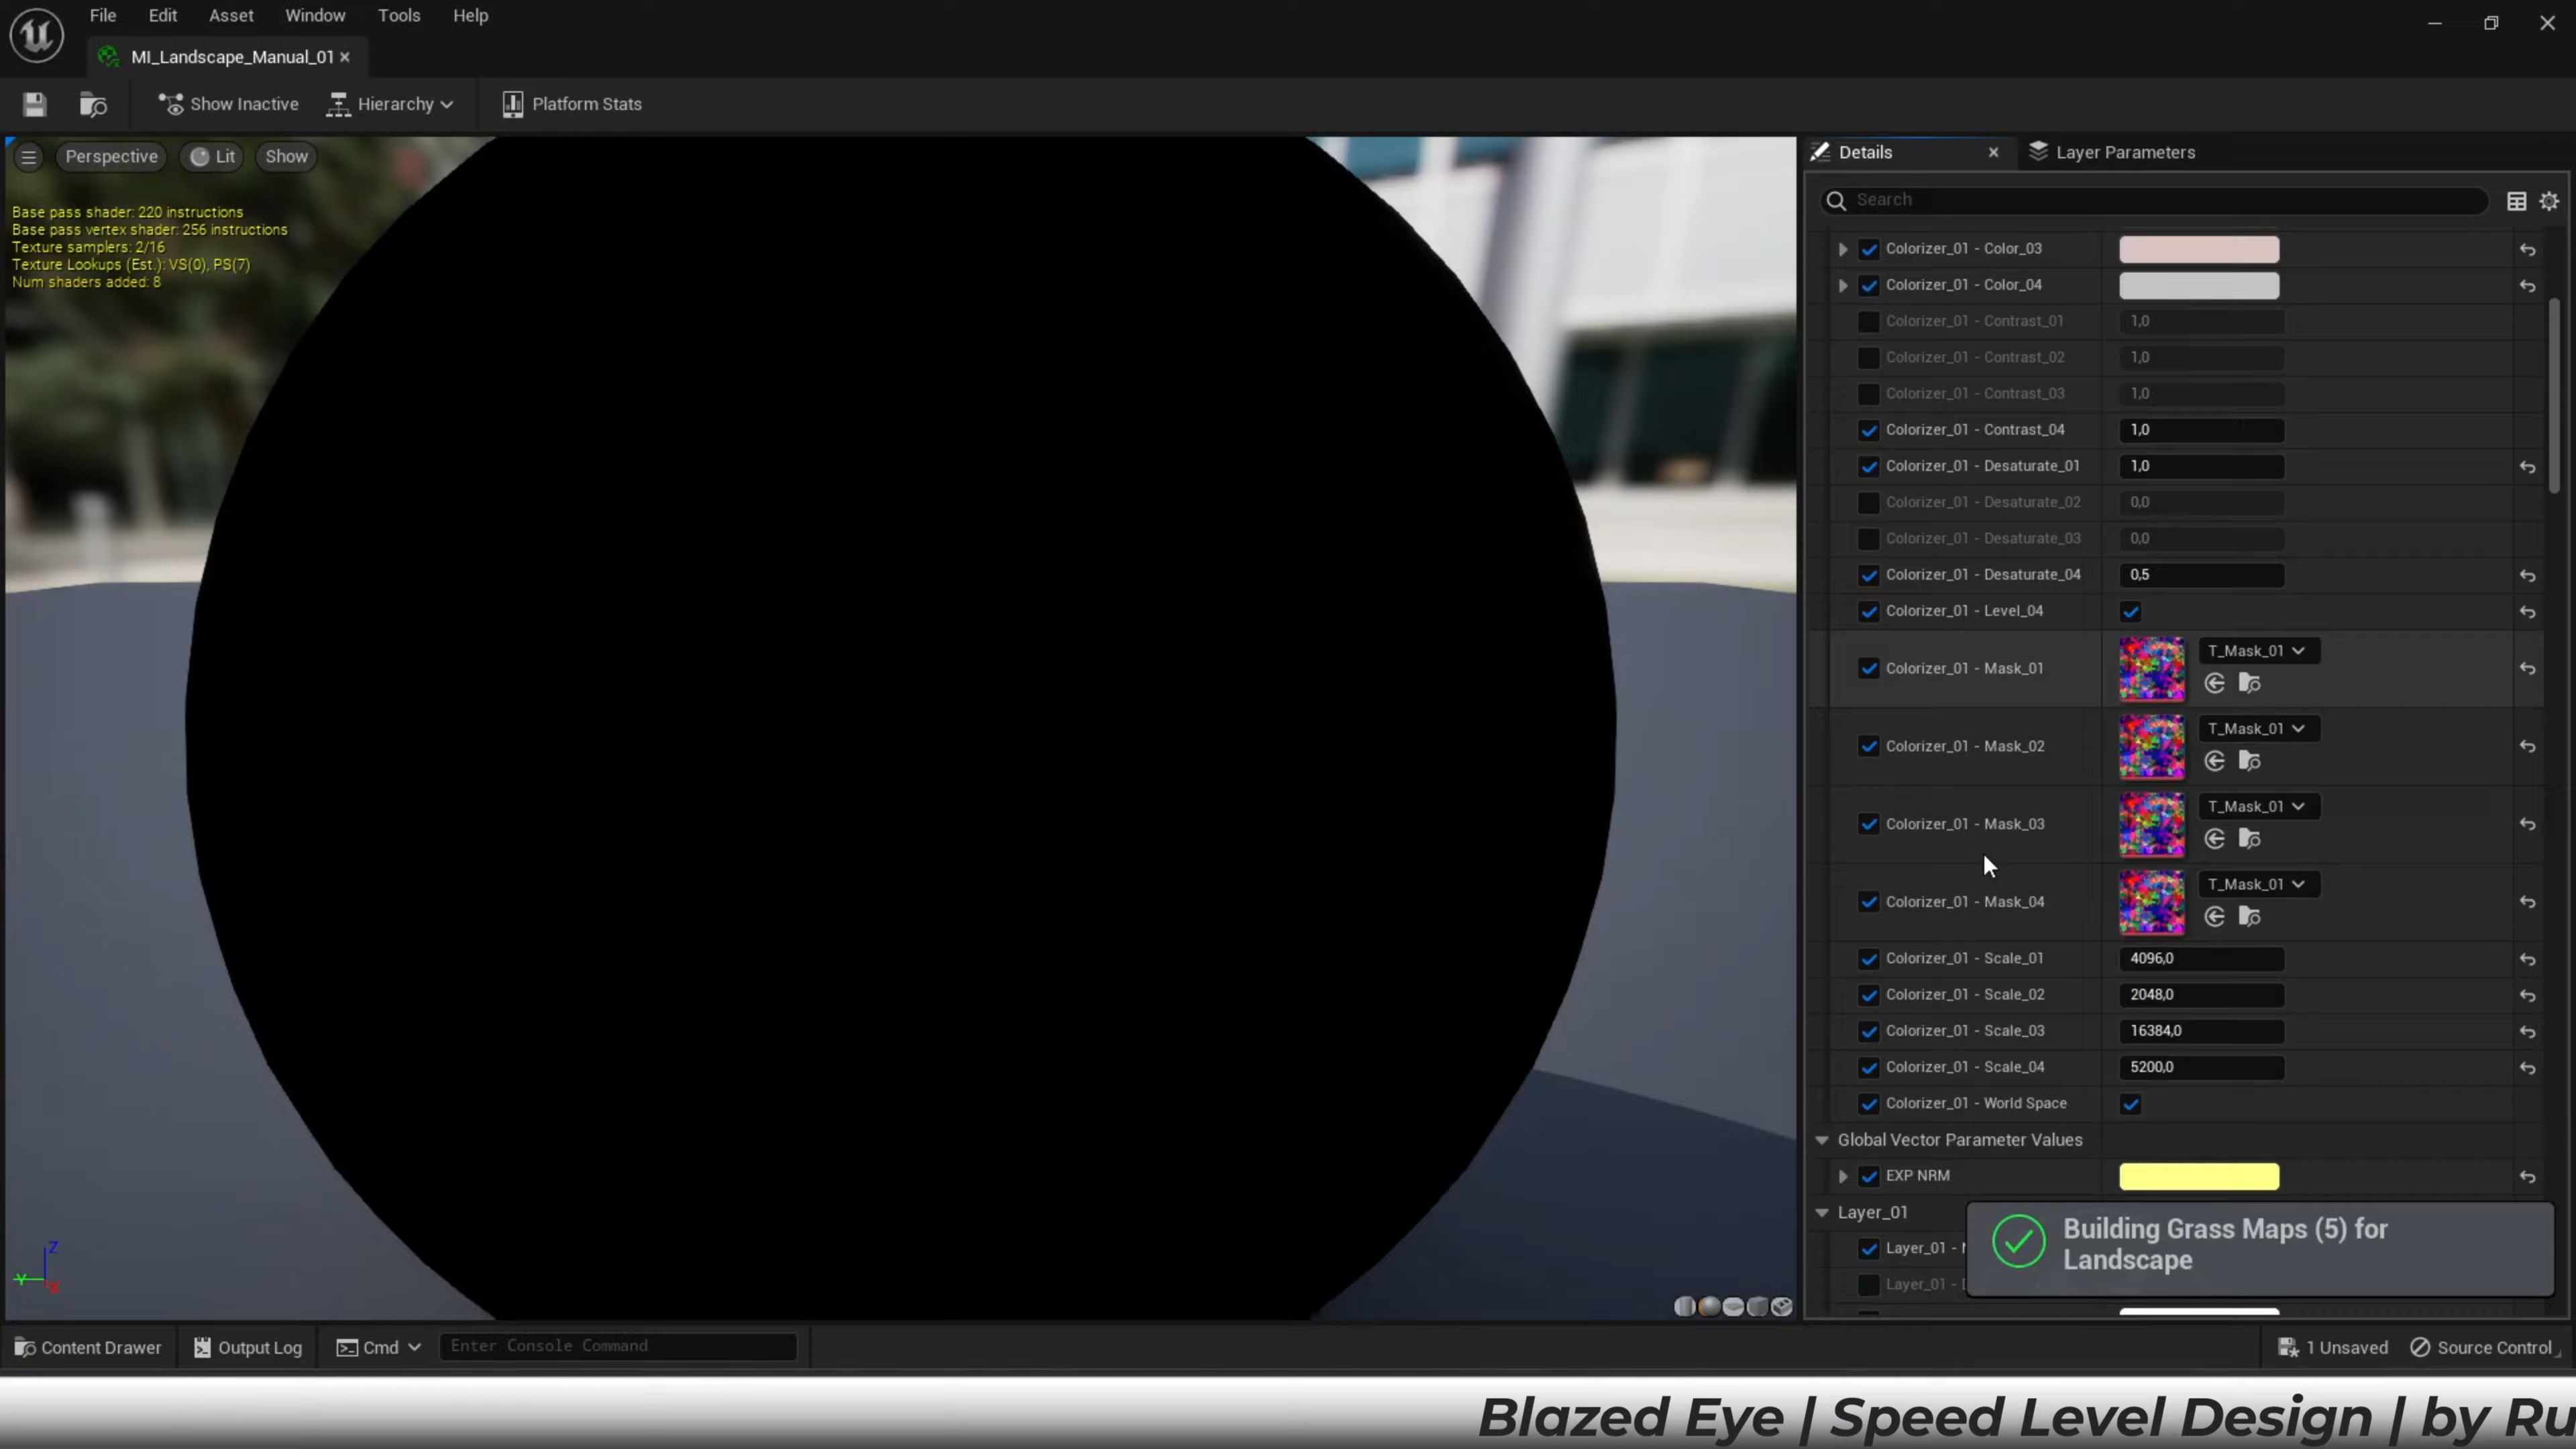 File Edit Asset Window Tools Help
MI_Landscape_Manual_01
Show Inactive Hierarchy Platform Stats
Perspective Lit Show
Base pass shader: 220 instructions
Base pass vertex shader: 256 instructions
Texture samplers: 2/16
Texture Lookups (Est.): VS(0), PS(7)
Num shaders added: 8
Z
Y
X
Details Layer Parameters
Search
Colorizer_01 - Color_03
Colorizer_01 - Color_04
Colorizer_01 - Contrast_01 1,0
Colorizer_01 - Contrast_02 1,0
Colorizer_01 - Contrast_03 1,0
Colorizer_01 - Contrast_04 1,0
Colorizer_01 - Desaturate_01 1,0
Colorizer_01 - Desaturate_02 0,0
Colorizer_01 - Desaturate_03 0,0
Colorizer_01 - Desaturate_04 0,5
Colorizer_01 - Level_04
Colorizer_01 - Mask_01 T_Mask_01
Colorizer_01 - Mask_02 T_Mask_01
Colorizer_01 - Mask_03 T_Mask_01
Colorizer_01 - Mask_04 T_Mask_01
Colorizer_01 - Scale_01 4096,0
Colorizer_01 - Scale_02 2048,0
Colorizer_01 - Scale_03 16384,0
Colorizer_01 - Scale_04 5200,0
Colorizer_01 - World Space
Global Vector Parameter Values
EXP NRM
Layer_01
Layer_01 -
Layer_01 -
Building Grass Maps (5) for
Landscape
Content Drawer Output Log Cmd Enter Console Command 1 Unsaved Source Control
Blazed Eye | Speed Level Design | by Ru